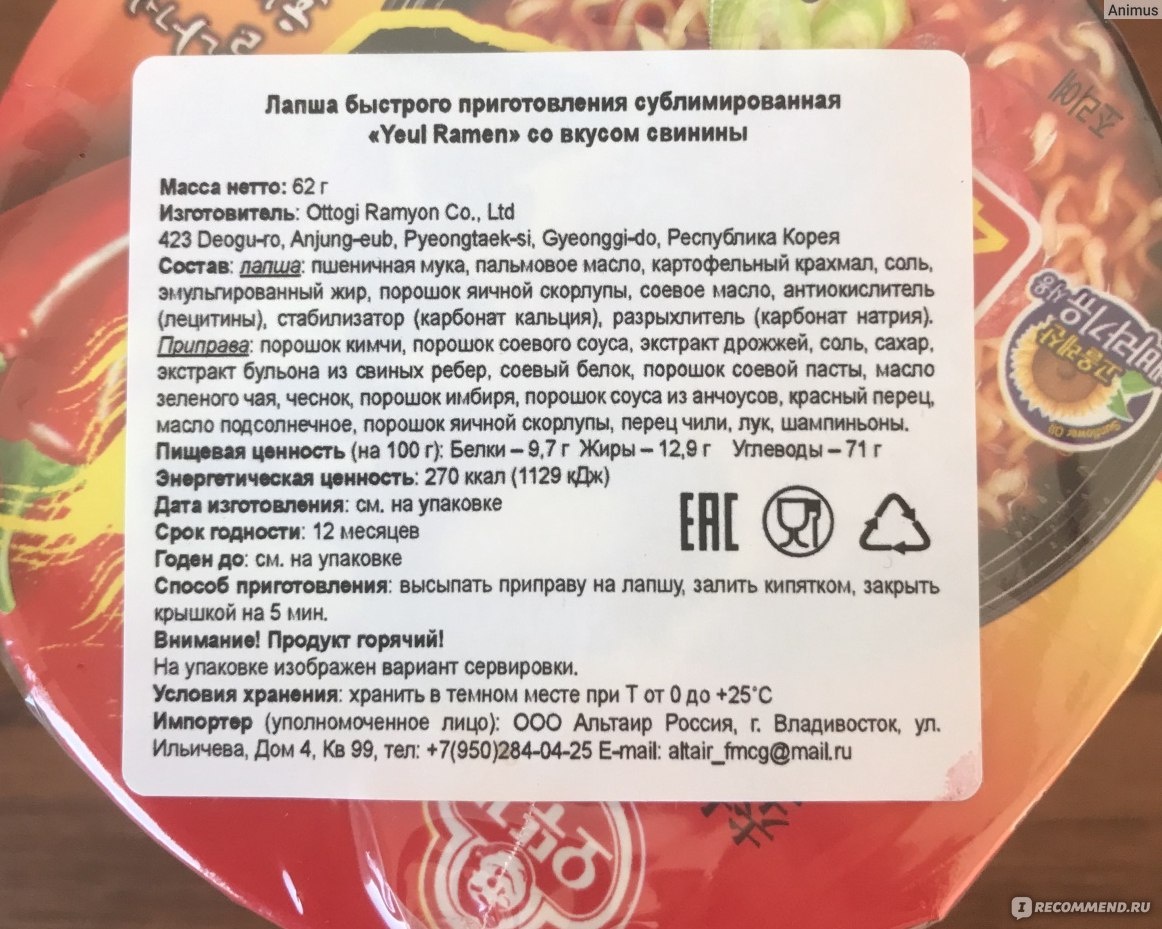 Animus
Лапша быстрого приготовления сублимированная
«Yeul Ramen» со вкусом свинины
Масса нетто: 62 г
Изготовитель: Ottogi Ramyon Co., Ltd
423 Deogu-ro, Anjung-eub, Pyeongtaek-si, Gyeonggi-do, Республика Корея
Состав: лапша: пшеничная мука, пальмовое масло, картофельный крахмал, соль,
эмульгированный жир, порошок яичной скорлупы, соевое масло, антиокислитель
(лецитины), стабилизатор (карбонат кальция), разрыхлитель (карбонат натрия).
Приправа: порошок кимчи, порошок соевого соуса, экстракт дрожжей, соль, сахар,
экстракт бульона из свиных ребер, соевый белок, порошок соевой пасты, масло
зеленого чая, чеснок, порошок имбиря, порошок соуса из анчоусов, красный перец,
масло подсолнечное, порошок яичной скорлупы, перец чили, лук, шампиньоны.
Пищевая ценность (на 100 г): Белки – 9,7 г Жиры – 12,9 г Углеводы – 71 г
Энергетическая ценность: 270 ккал (1129 кДж)
Дата изготовления: см. на упаковке
Срок годности: 12 месяцев
Годен до: см. на упаковке
EAC
Способ приготовления: высыпать приправу на лапшу, залить кипятком, закрыть
крышкой на 5 мин.
Внимание! Продукт горячий!
На упаковке изображен вариант сервировки.
Условия хранения: хранить в темном месте при Т от 0 до +25°С
Импортер (уполномоченное лицо): ООО Альтаир Россия, г. Владивосток, ул.
Ильичева, Дом 4, Кв 99, тел: +7(950)284-04-25 E-mail: altair_fmcg@mail.ru
조리예
Sunflower Oil
IRECOMMEND.RU